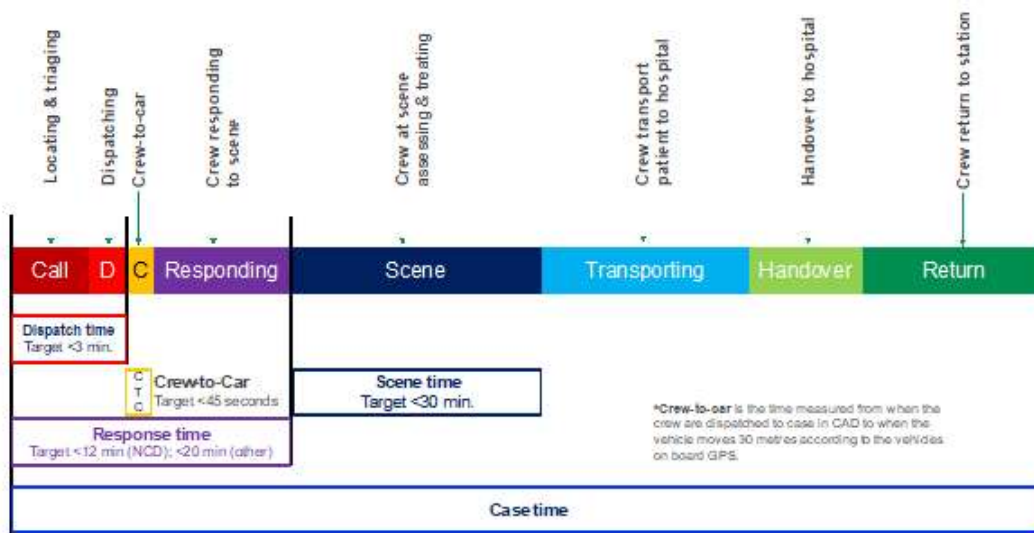 Locating & triaging
Dispatching
Crew-to-car
Crew responding
to scene
Crew at scene
assessing & treating
Crew transport
patient to hospital
Handover to hospital
Crew return to station
Call
D
C
Responding
Scene
Transporting
Handover
Return
Dispatch time
Target <3 min.
C
T
C
Crew-to-Car
Target <45 seconds
Scene time
Target <30 min.
Response time
Target <12 min (NCD); <20 min (other)
*Crew-to-car is the time measured from when the
crew are dispatched to case in CAD to when the
vehicle moves 30 metres according to the vehicles
on board GPS.
Case time